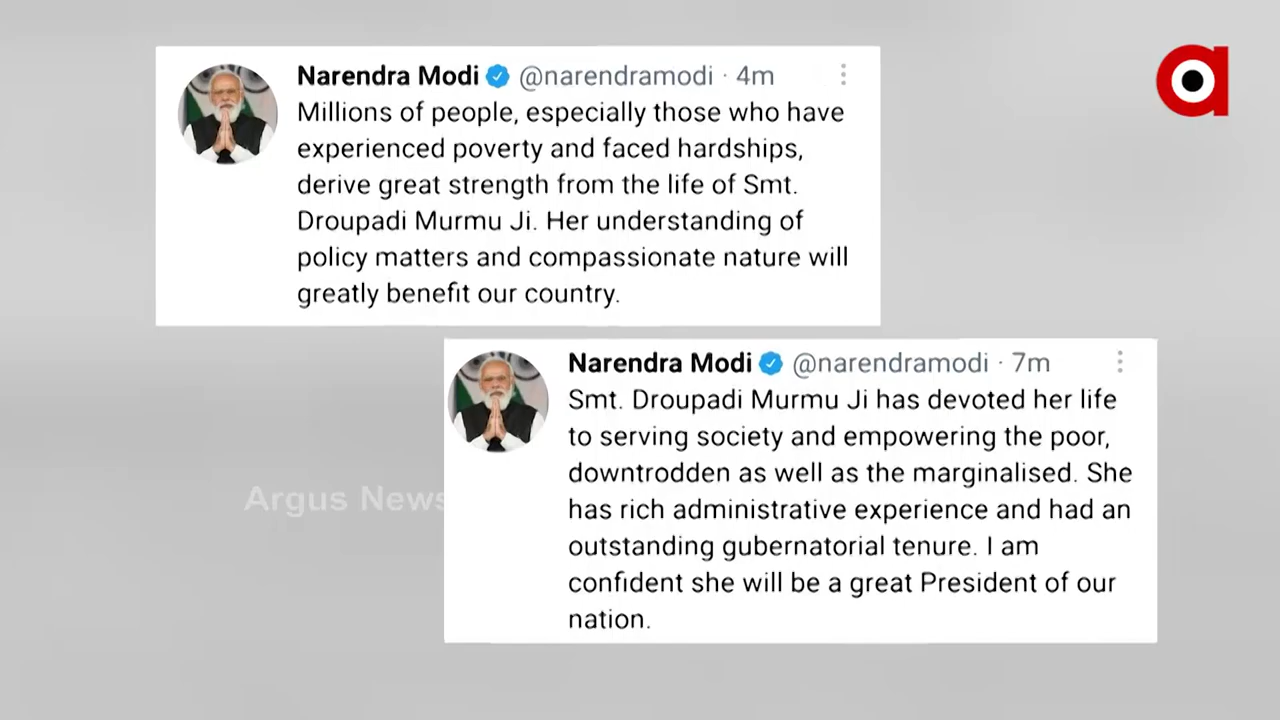 Narendra Modi @narendramodi · 4m
Millions of people, especially those who have
experienced poverty and faced hardships,
derive great strength from the life of Smt.
Droupadi Murmu Ji. Her understanding of
policy matters and compassionate nature will
greatly benefit our country.
Narendra Modi @narendramodi · 7m
Smt. Droupadi Murmu Ji has devoted her life
to serving society and empowering the poor,
downtrodden as well as the marginalised. She
has rich administrative experience and had an
outstanding gubernatorial tenure. I am
confident she will be a great President of our
nation.
Argus News
a